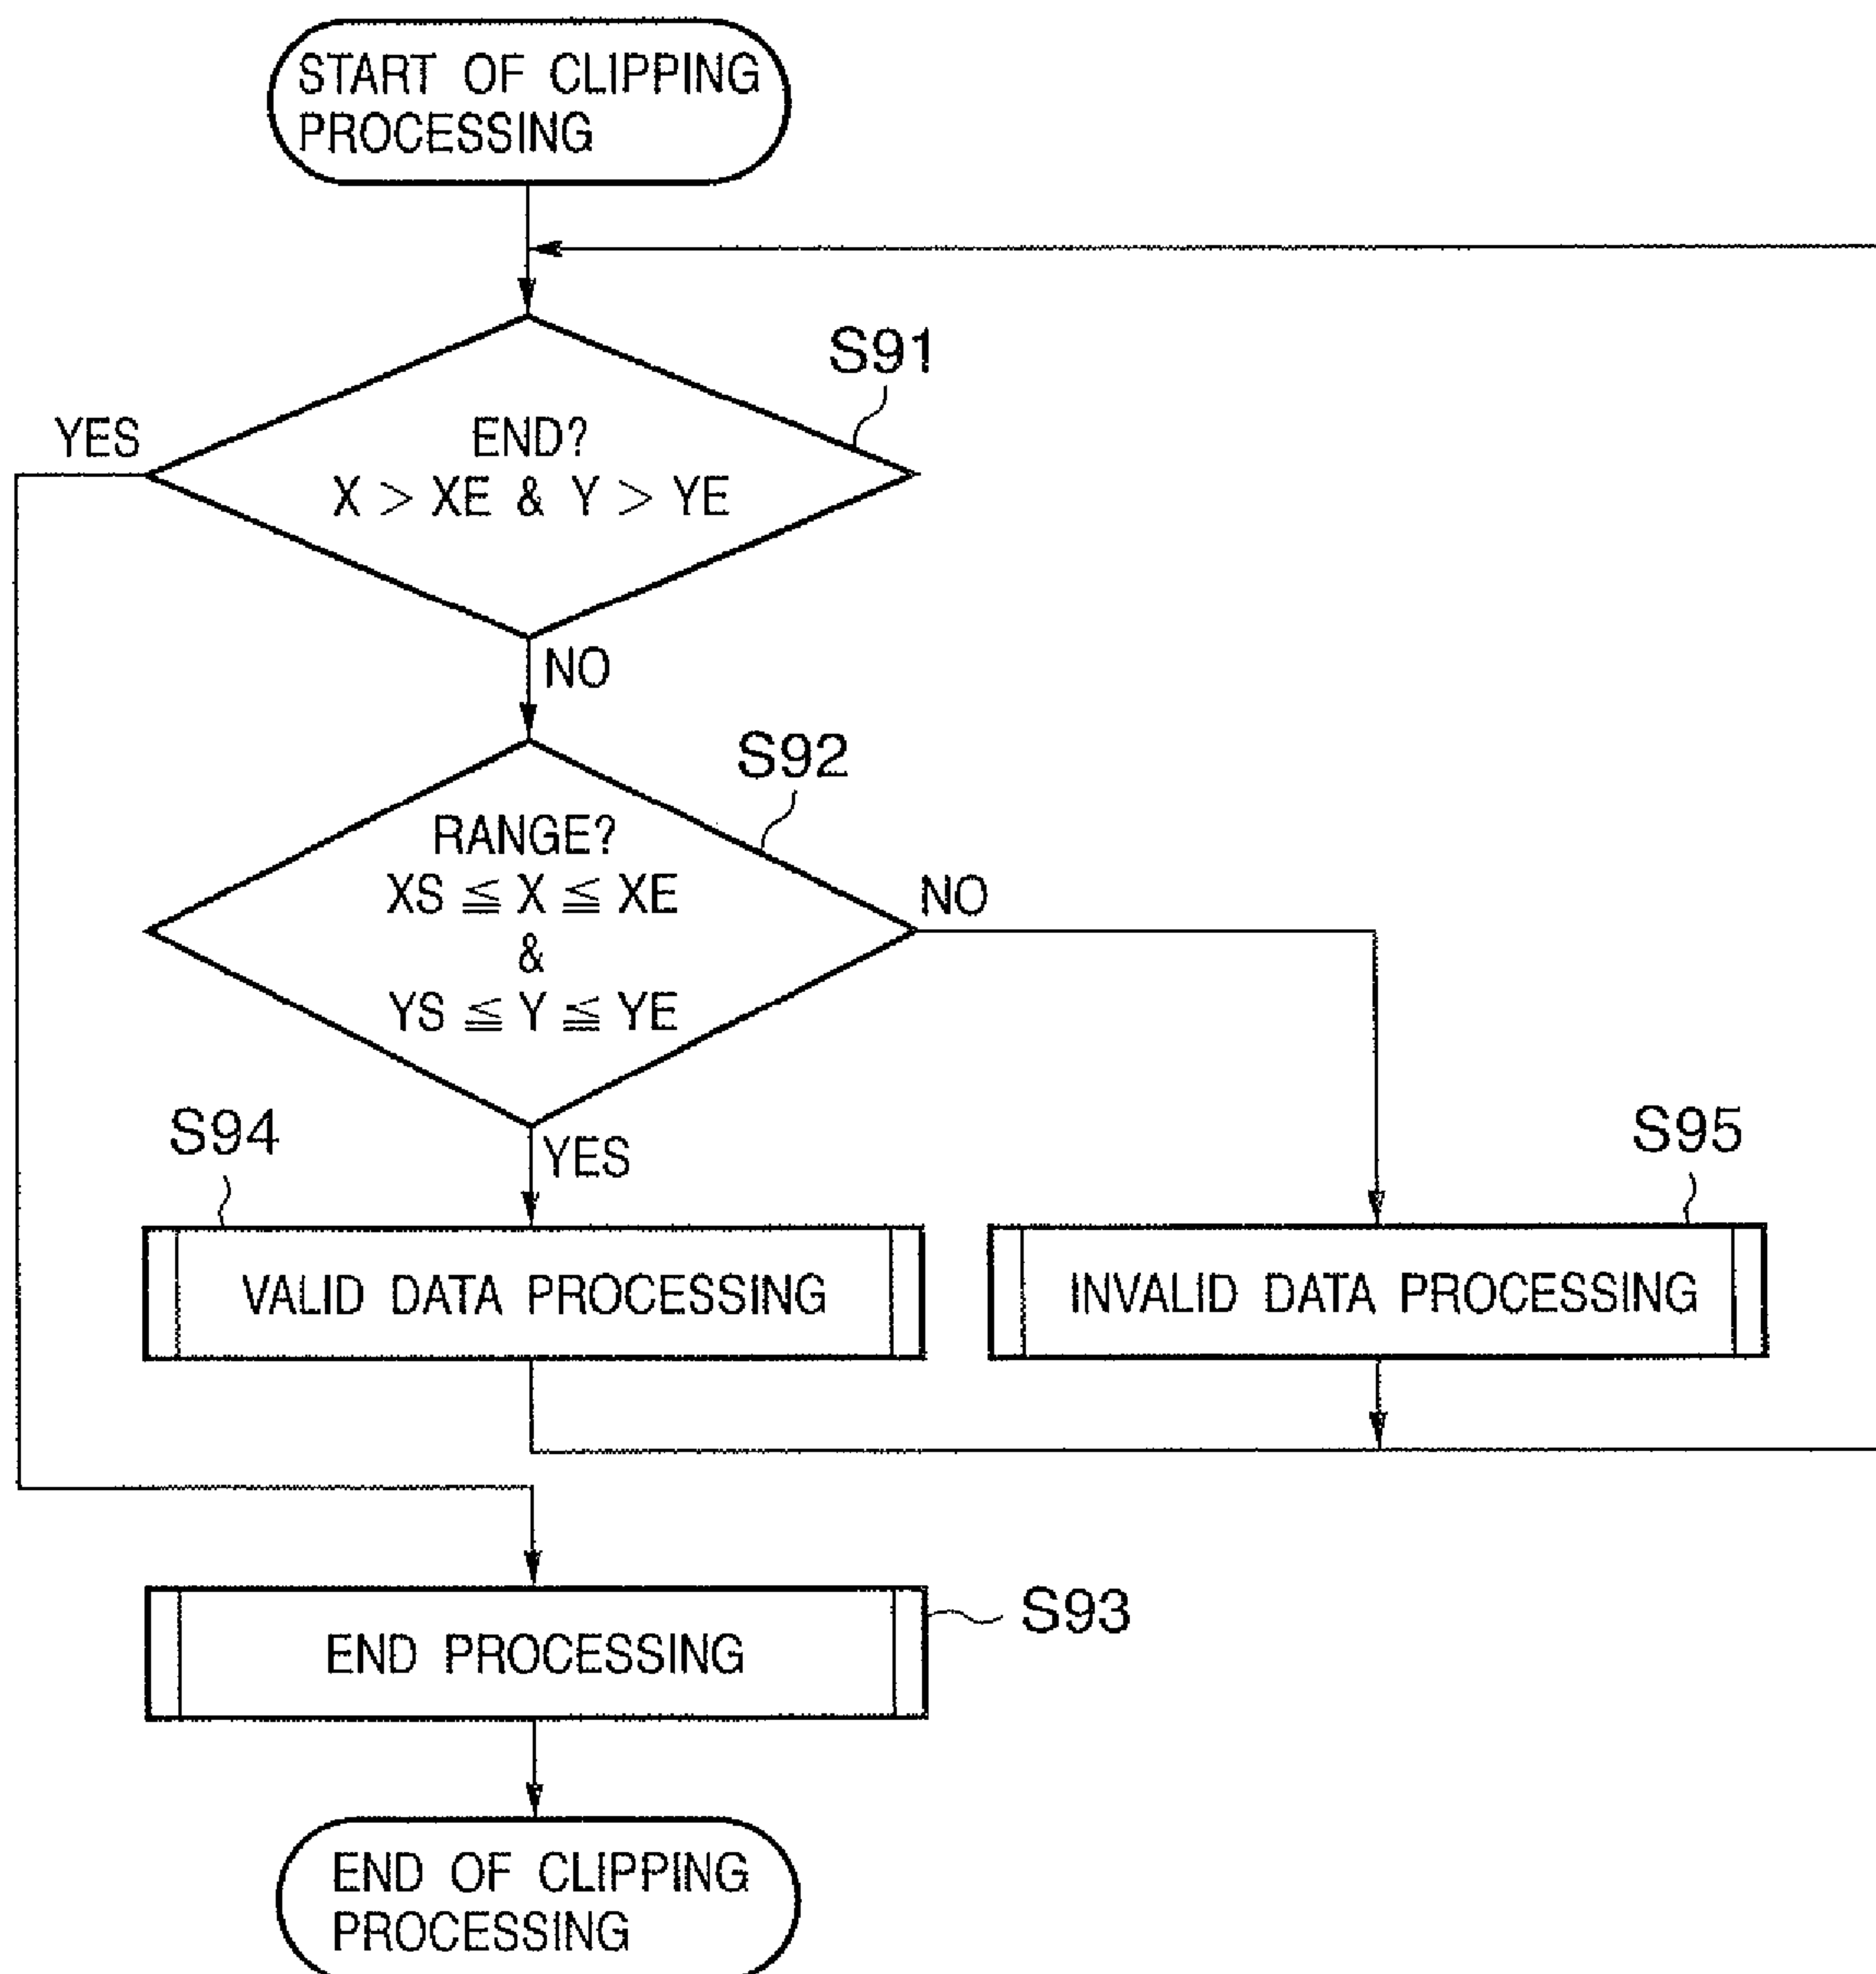 START OF CLIPPING
PROCESSING
S91
YES
END?
X > XE & Y > YE
NO
S92
RANGE?
XS ≦ X ≦ XE
&
YS ≦ Y ≦ YE
NO
S94
YES
S95
VALID DATA PROCESSING
INVALID DATA PROCESSING
S93
END PROCESSING
END OF CLIPPING
PROCESSING